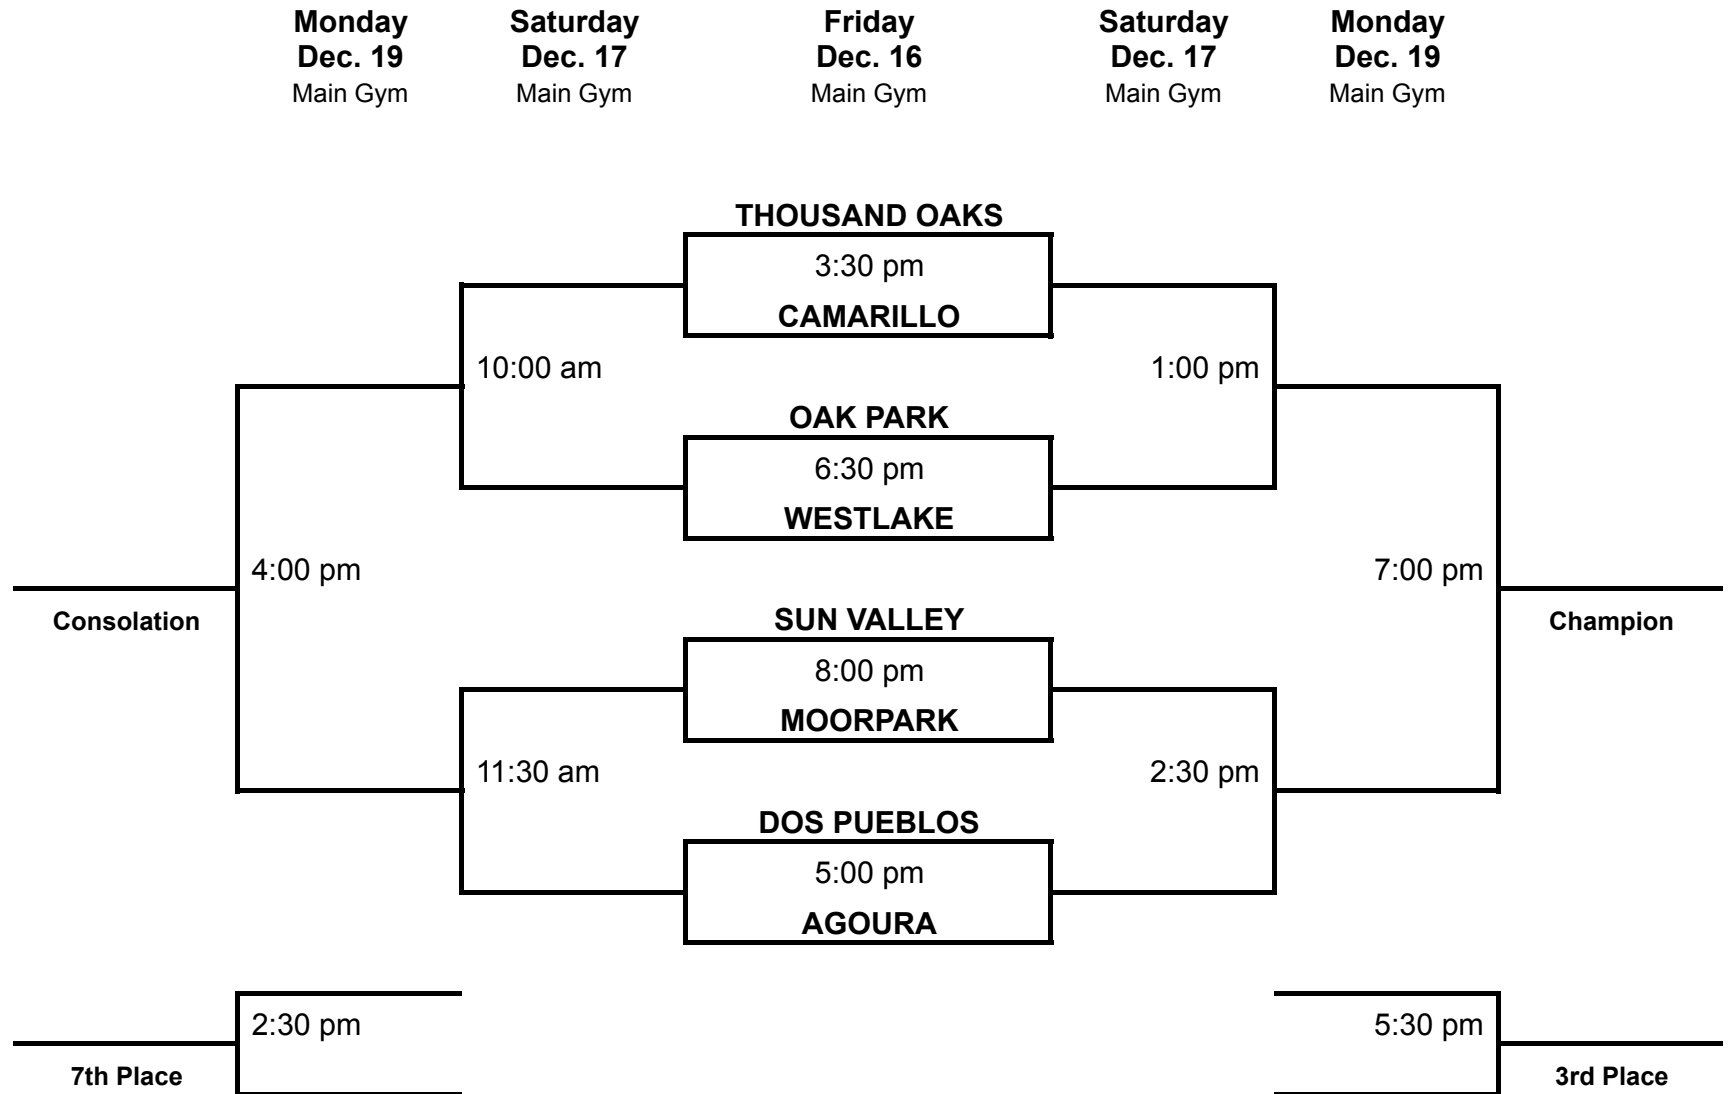 Monday
Dec. 19
Main Gym
Saturday
Dec. 17
Main Gym
Friday
Dec. 16
Main Gym
Saturday
Dec. 17
Main Gym
Monday
Dec. 19
Main Gym
THOUSAND OAKS
3:30 pm
CAMARILLO
10:00 am
1:00 pm
OAK PARK
6:30 pm
WESTLAKE
4:00 pm
7:00 pm
Consolation
SUN VALLEY
Champion
8:00 pm
MOORPARK
11:30 am
2:30 pm
DOS PUEBLOS
5:00 pm
AGOURA
2:30 pm
5:30 pm
7th Place
3rd Place